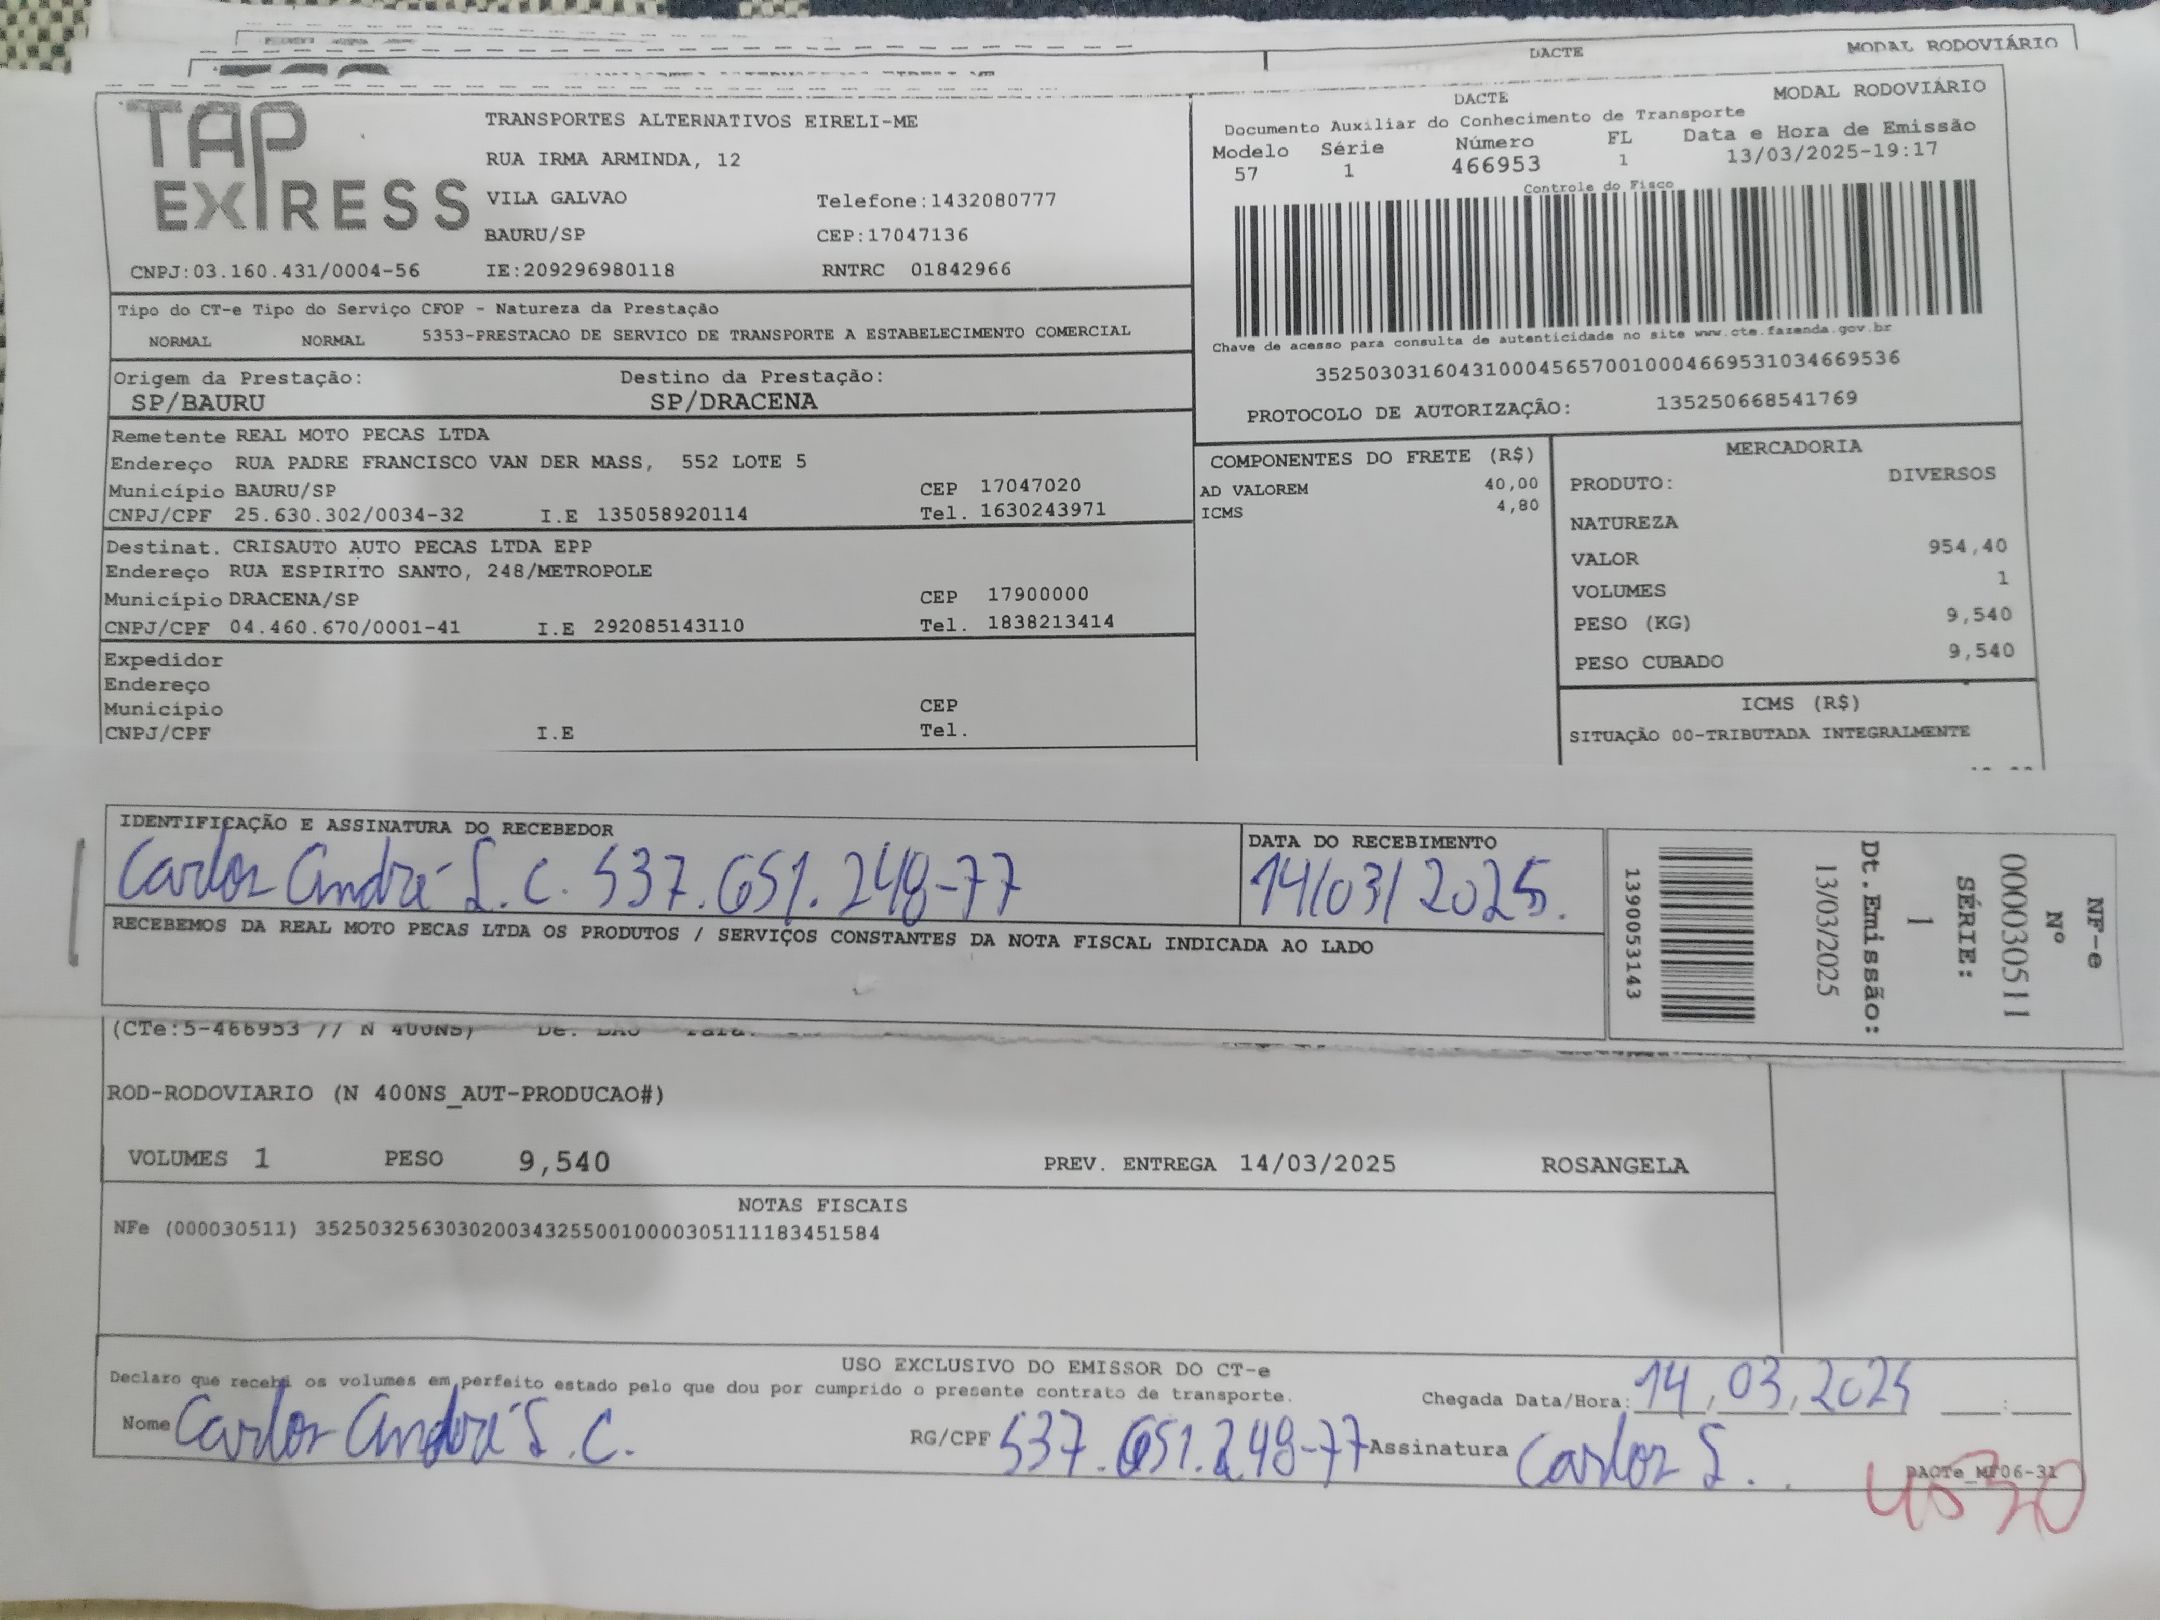 DACTE MODAL RODOVIÁRIO
TAP EXPRESS
TRANSPORTES ALTERNATIVOS EIRELI-ME
RUA IRMA ARMINDA, 12
VILA GALVAO Telefone:1432080777
BAURU/SP CEP:17047136
CNPJ:03.160.431/0004-56 IE:209296980118 RNTRC 01842966
DACTE MODAL RODOVIÁRIO
Documento Auxiliar do Conhecimento de Transporte
Modelo Série Número FL Data e Hora de Emissão
57 1 466953 1 13/03/2025-19:17
Controle do Fisco
Chave de acesso para consulta de autenticidade no site www.cte.fazenda.gov.br
35250303160431000456570010004669531034669536
PROTOCOLO DE AUTORIZAÇÃO: 135250668541769
Tipo do CT-e Tipo do Serviço CFOP - Natureza da Prestação
NORMAL NORMAL 5353-PRESTACAO DE SERVICO DE TRANSPORTE A ESTABELECIMENTO COMERCIAL
Origem da Prestação: Destino da Prestação:
SP/BAURU SP/DRACENA
Remetente REAL MOTO PECAS LTDA
Endereço RUA PADRE FRANCISCO VAN DER MASS, 552 LOTE 5
Município BAURU/SP CEP 17047020
CNPJ/CPF 25.630.302/0034-32 I.E 135058920114 Tel. 1630243971
Destinat. CRISAUTO AUTO PECAS LTDA EPP
Endereço RUA ESPIRITO SANTO, 248/METROPOLE
Município DRACENA/SP CEP 17900000
CNPJ/CPF 04.460.670/0001-41 I.E 292085143110 Tel. 1838213414
Expedidor
Endereço
Município CEP
CNPJ/CPF I.E Tel.
COMPONENTES DO FRETE (R$)
AD VALOREM 40,00
ICMS 4,80
MERCADORIA
PRODUTO: DIVERSOS
NATUREZA
VALOR 954,40
VOLUMES 1
PESO (KG) 9,540
PESO CUBADO 9,540
ICMS (R$)
SITUAÇÃO 00-TRIBUTADA INTEGRALMENTE
IDENTIFICAÇÃO E ASSINATURA DO RECEBEDOR
Carlos André S. C. 537.651.248-77
DATA DO RECEBIMENTO
14/03/2025.
RECEBEMOS DA REAL MOTO PECAS LTDA OS PRODUTOS / SERVIÇOS CONSTANTES DA NOTA FISCAL INDICADA AO LADO
NF-e
Nº
000030511
SÉRIE:
1
Dt.Emissão:
13/03/2025
1390053143
(CTe:5-466953 // N 400NS) De: BAU Para:
ROD-RODOVIARIO (N 400NS_AUT-PRODUCAO#)
VOLUMES 1 PESO 9,540 PREV. ENTREGA 14/03/2025 ROSANGELA
NOTAS FISCAIS
NFe (000030511) 35250325630302003432550010000305111183451584
USO EXCLUSIVO DO EMISSOR DO CT-e
Declaro que recebi os volumes em perfeito estado pelo que dou por cumprido o presente contrato de transporte.
Chegada Data/Hora: 14,03,2025 :
Nome Carlos André S.C. RG/CPF 537.651.248-77 Assinatura Carlos S.
DACTe_MF06-31